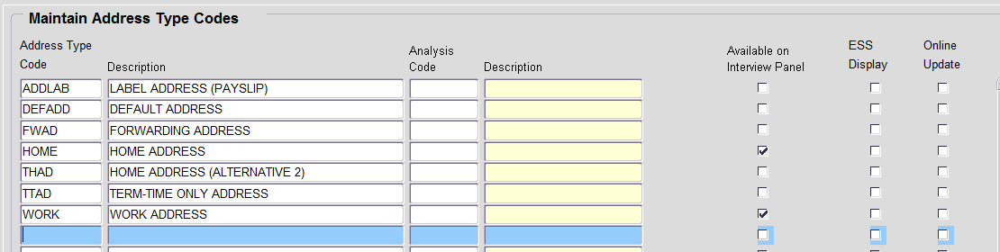 Maintain Address Type Codes
Address Type Code Description Analysis Code Description Available on Interview Panel ESS Display Online Update
ADDLAB LABEL ADDRESS (PAYSLIP)
DEFADD DEFAULT ADDRESS
FWAD FORWARDING ADDRESS
HOME HOME ADDRESS
THAD HOME ADDRESS (ALTERNATIVE 2)
TTAD TERM-TIME ONLY ADDRESS
WORK WORK ADDRESS